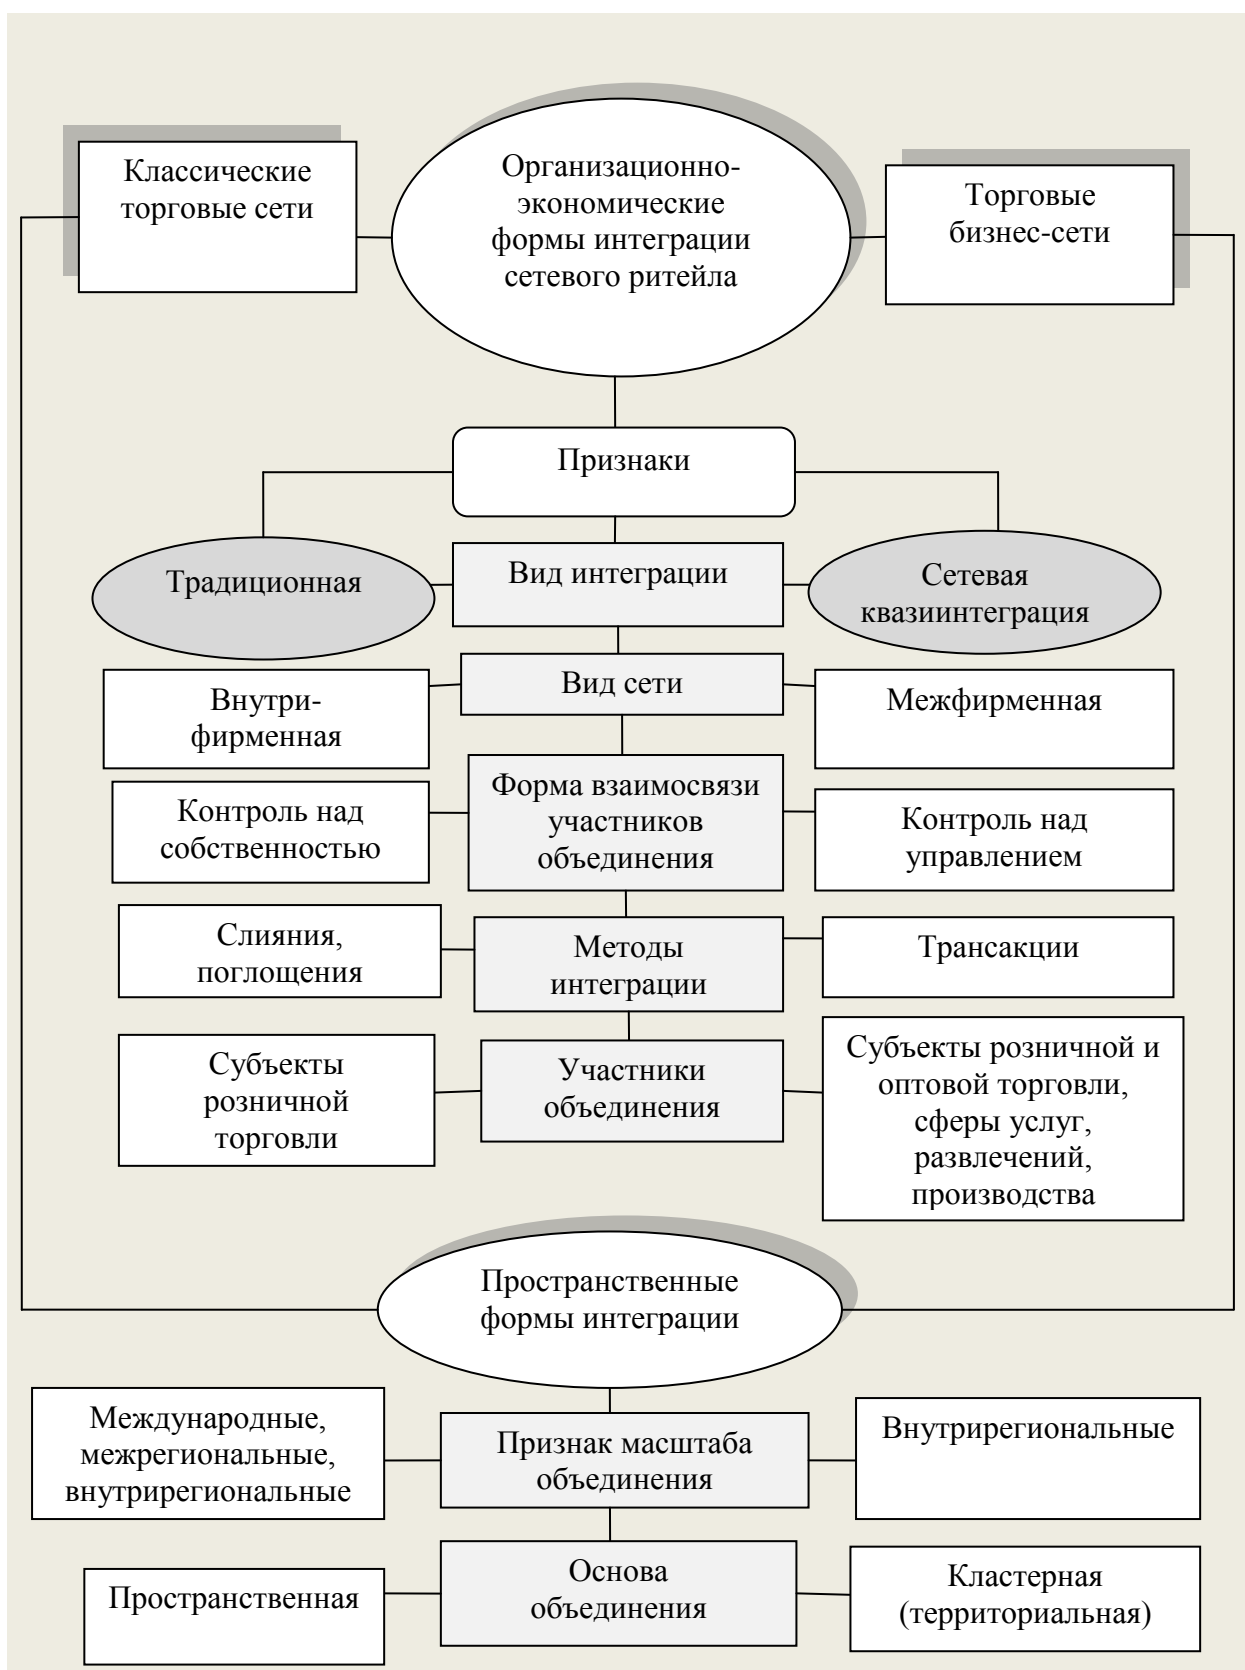 Классические
торговые сети
Организационно-
экономические
формы интеграции
сетевого ритейла
Торговые
бизнес-сети
Признаки
Традиционная
Вид интеграции
Сетевая
квазиинтеграция
Внутри-
фирменная
Вид сети
Межфирменная
Контроль над
собственностью
Форма взаимосвязи
участников
объединения
Контроль над
управлением
Слияния,
поглощения
Методы
интеграции
Трансакции
Субъекты
розничной
торговли
Участники
объединения
Субъекты розничной и
оптовой торговли,
сферы услуг,
развлечений,
производства
Пространственные
формы интеграции
Международные,
межрегиональные,
внутрирегиональные
Признак масштаба
объединения
Внутрирегиональные
Пространственная
Основа
объединения
Кластерная
(территориальная)